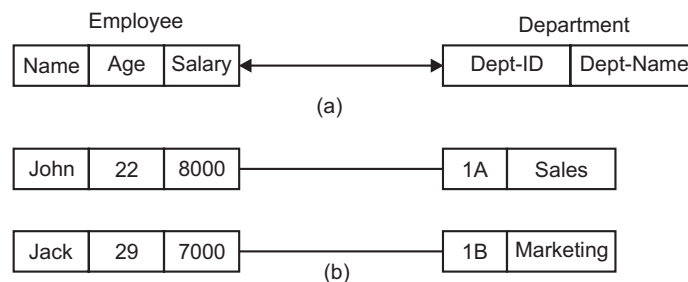 Employee Department
Name Age Salary Dept-ID Dept-Name
(a)
John 22 8000 1A Sales
Jack 29 7000 1B Marketing
(b)